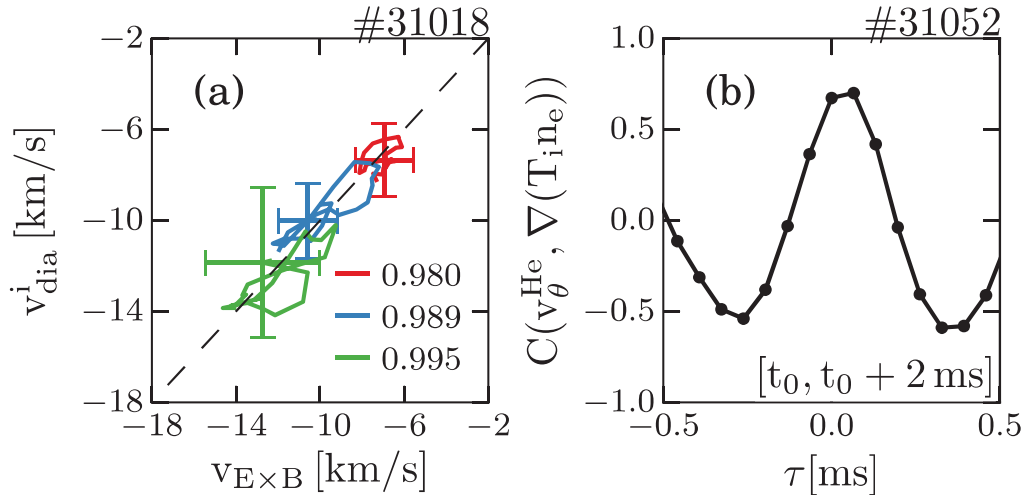 #31018
(a)
−2
−6
−10
−14
−18
v^i_dia [km/s]
−18 −14 −10 −6 −2
v_E×B [km/s]
0.980
0.989
0.995
#31052
(b)
1.0
0.5
0.0
−0.5
−1.0
C(v_θ^He, ∇(T_i n_e))
[t_0, t_0 + 2 ms]
−0.5 0.0 0.5
τ[ms]